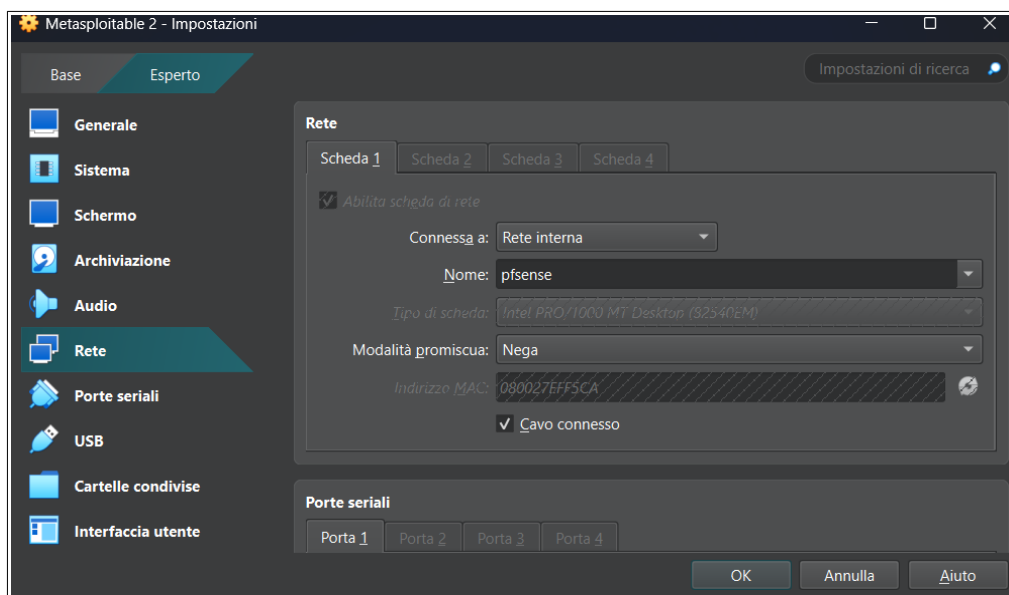 Metasploitable 2 - Impostazioni
Base
Esperto
Impostazioni di ricerca
Generale
Sistema
Schermo
Archiviazione
Audio
Rete
Porte seriali
USB
Cartelle condivise
Interfaccia utente
Rete
Scheda 1
Scheda 2
Scheda 3
Scheda 4
Abilita scheda di rete
Connessa a: Rete interna
Nome: pfsense
Tipo di scheda: Intel PRO/1000 MT Desktop (82540EM)
Modalità promiscua: Nega
Indirizzo MAC: 080027EFF5CA
Cavo connesso
Porte seriali
Porta 1
Porta 2
Porta 3
Porta 4
OK
Annulla
Aiuto